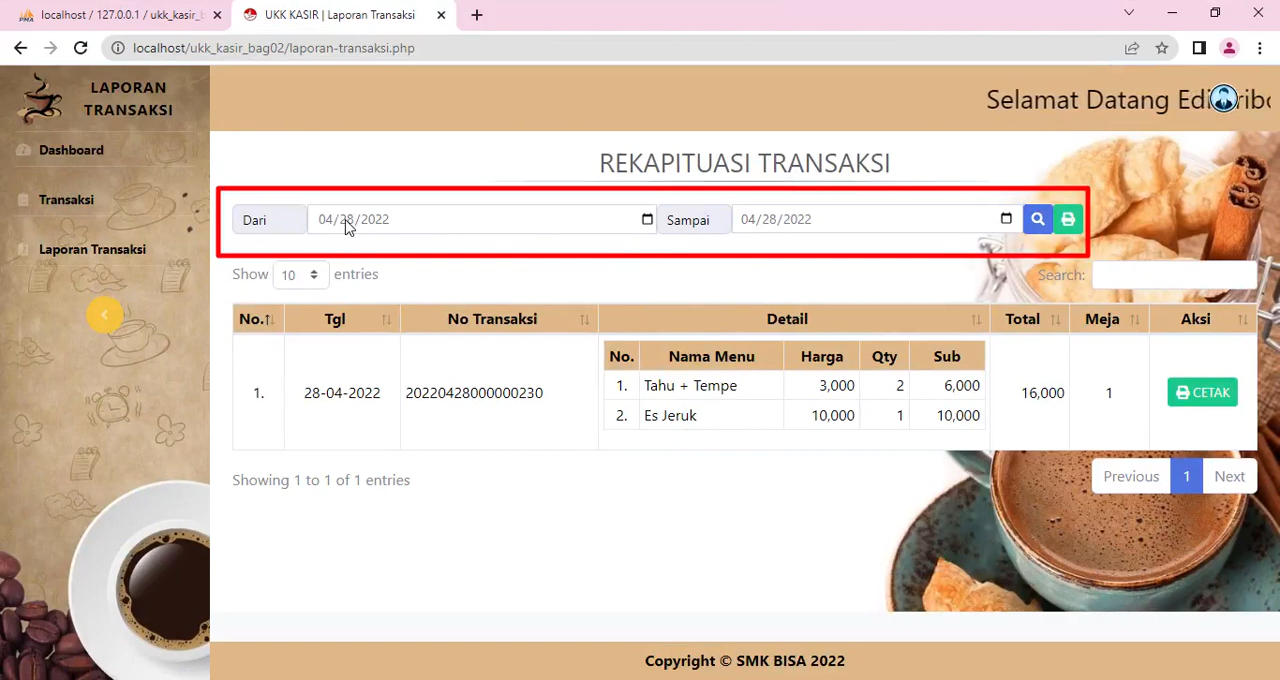 localhost / 127.0.0.1 / ukk_kasir_b
UKK KASIR | Laporan Transaksi
localhost/ukk_kasir_bag02/laporan-transaksi.php
LAPORAN
TRANSAKSI
Selamat Datang Edi
Dashboard
Transaksi
Laporan Transaksi
REKAPITUASI TRANSAKSI
Dari 04/28/2022 Sampai 04/28/2022
Show 10 entries Search:
No. Tgl No Transaksi Detail Total Meja Aksi
No. Nama Menu Harga Qty Sub
1. Tahu + Tempe 3,000 2 6,000
1. 28-04-2022 20220428000000230 16,000 1 CETAK
2. Es Jeruk 10,000 1 10,000
Showing 1 to 1 of 1 entries Previous 1 Next
Copyright © SMK BISA 2022